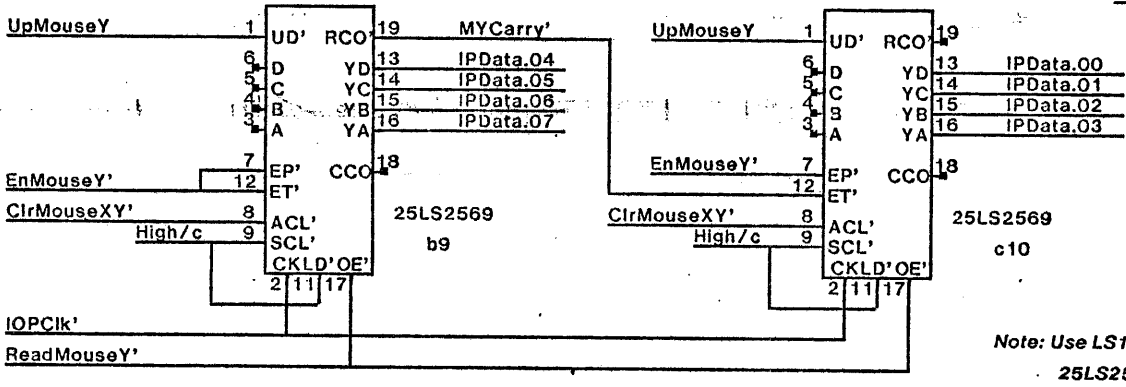 UpMouseY 1 UD' RCO' 19 MYCarry'
6 D YD 13 IPData.04
5 C YC 14 IPData.05
4 B YB 15 IPData.06
3 A YA 16 IPData.07
7 EP' CCO 18
EnMouseY' 12 ET'
ClrMouseXY' 8 ACL'
High/c 9 SCL'
25LS2569
b9
CK LD' OE'
2 11 17
IOPClk'
ReadMouseY'
UpMouseY 1 UD' RCO' 19
6 D YD 13 IPData.00
5 C YC 14 IPData.01
4 B YB 15 IPData.02
3 A YA 16 IPData.03
EnMouseY' 7 EP' CCO 18
12 ET'
ClrMouseXY' 8 ACL'
High/c 9 SCL'
25LS2569
c10
CK LD' OE'
2 11 17
Note: Use LS1
25LS25